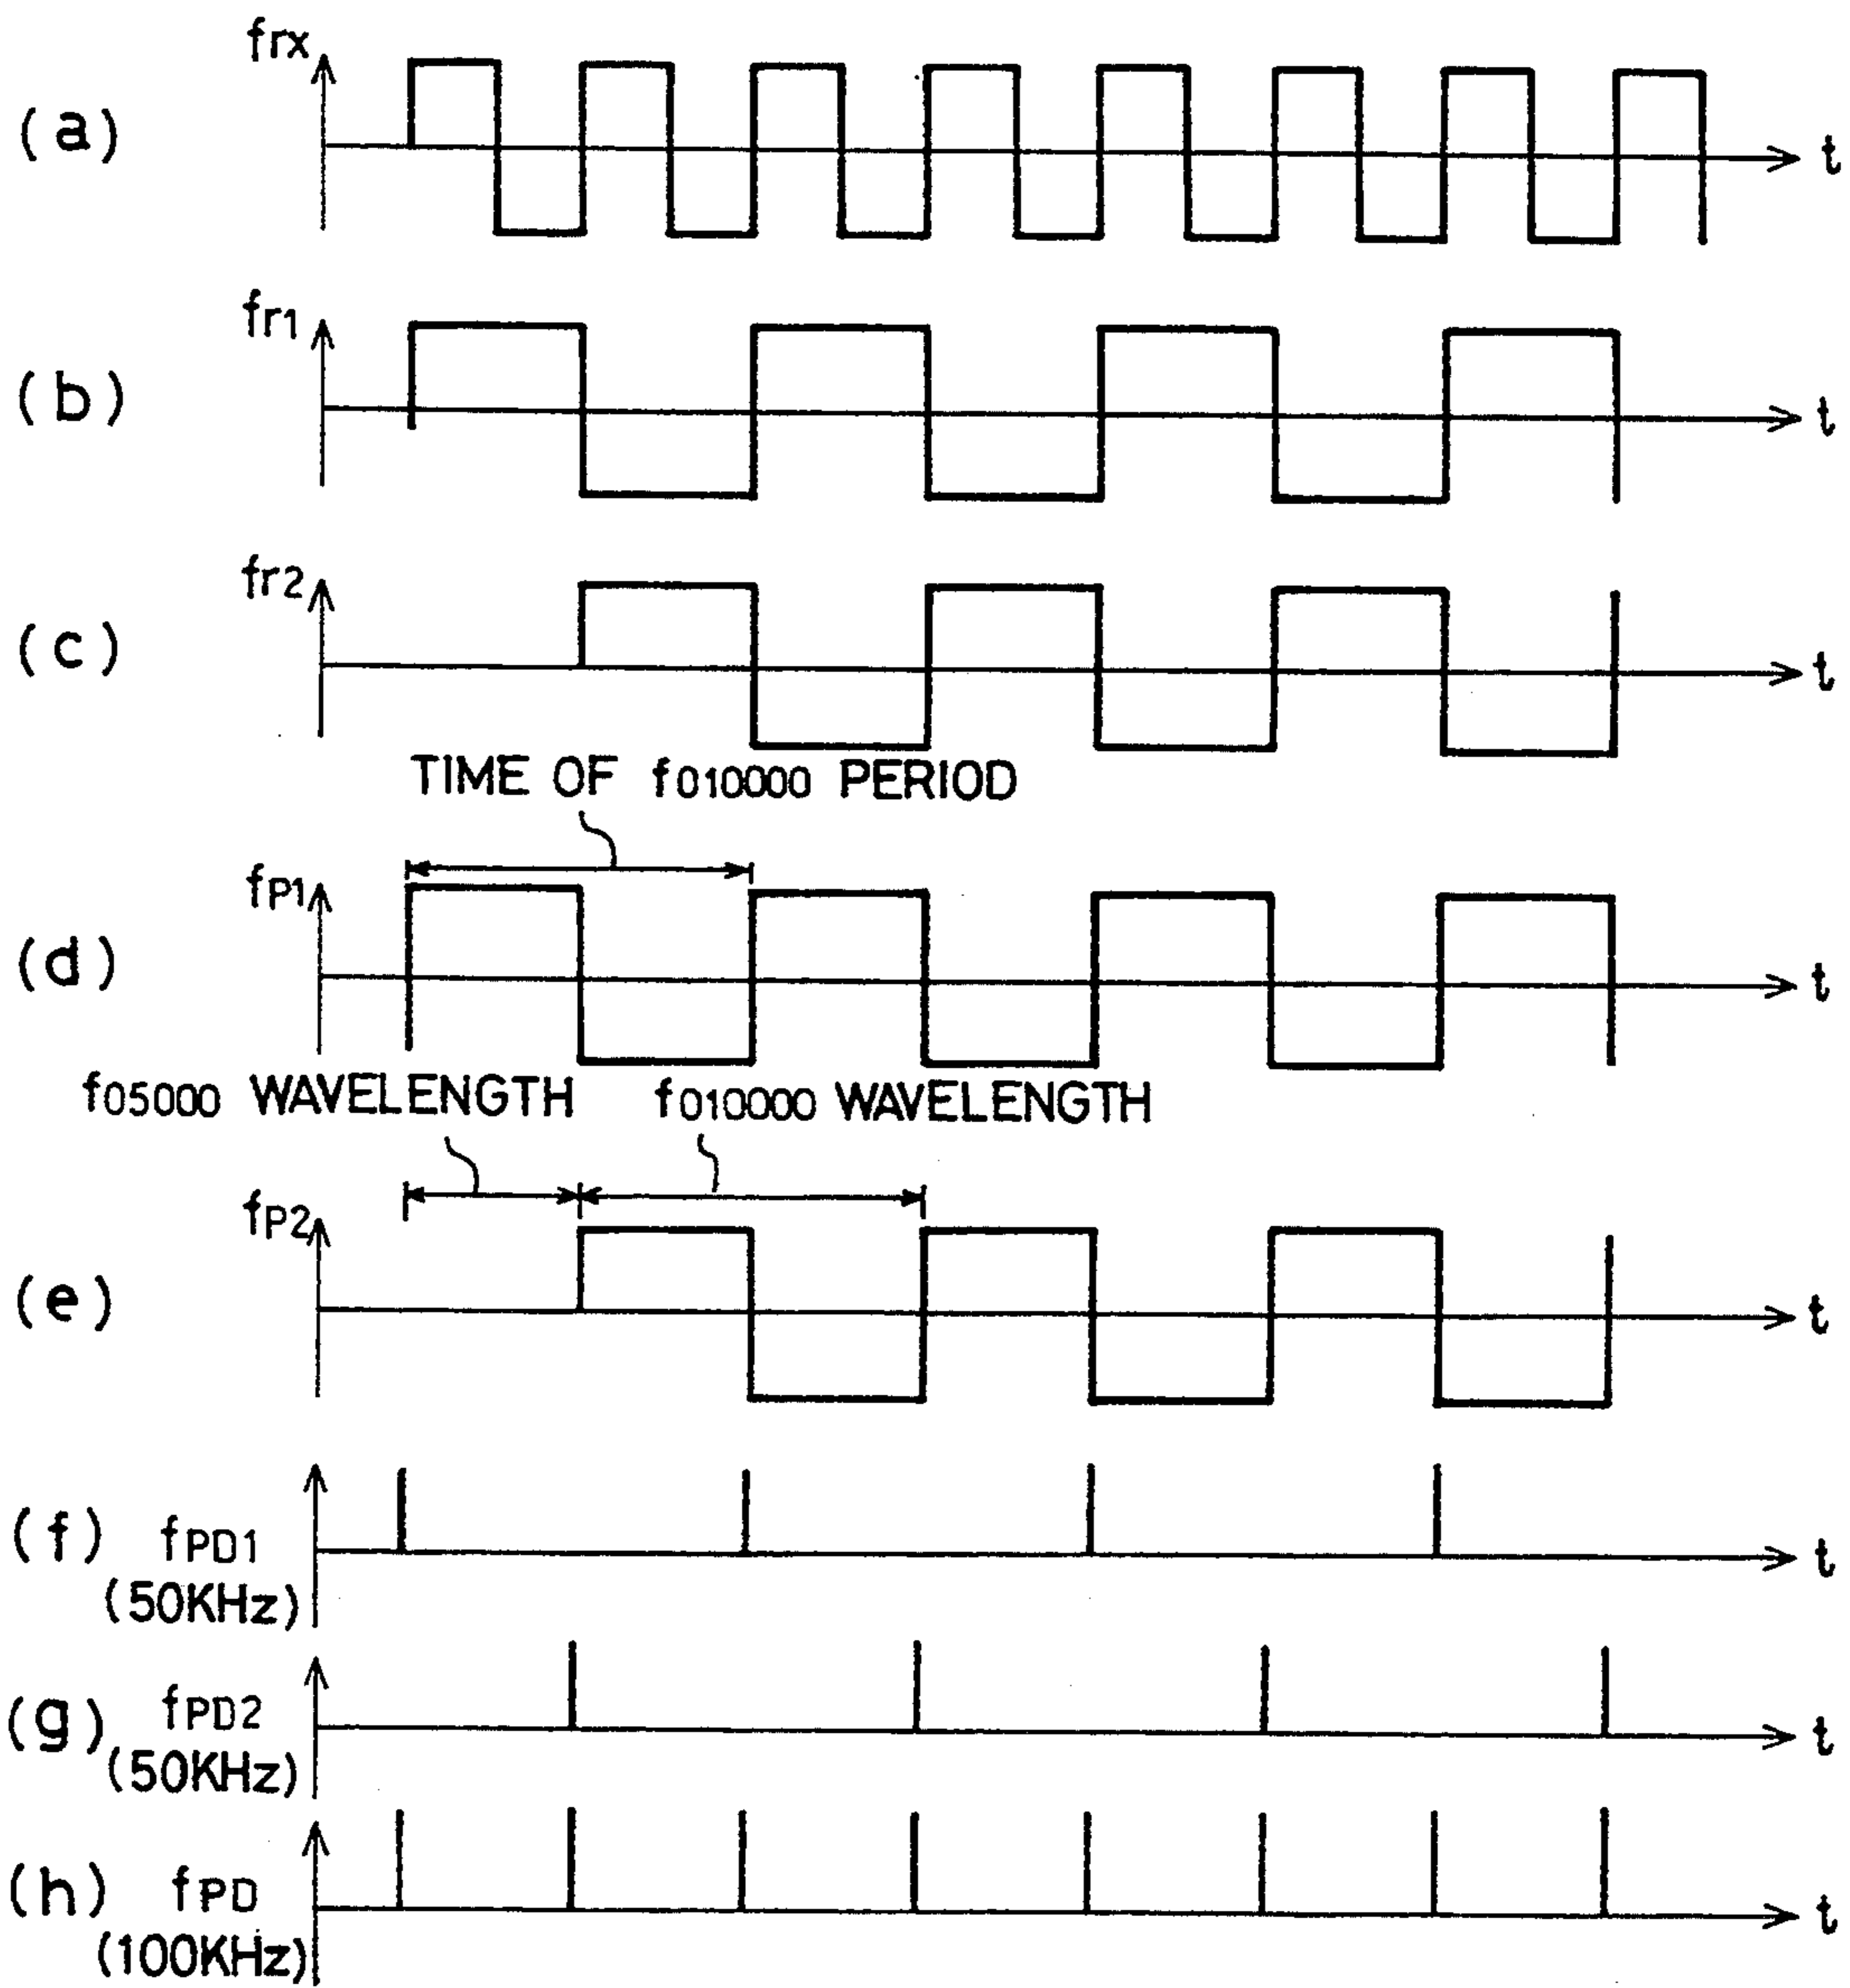 frx
(a)
t
fr1
(b)
t
fr2
(c)
t
TIME OF f010000 PERIOD
fP1
(d)
t
f05000 WAVELENGTH f010000 WAVELENGTH
fP2
(e)
t
(f) fPD1
(50KHz)
t
(g) fPD2
(50KHz)
t
(h) fPD
(100KHz)
t